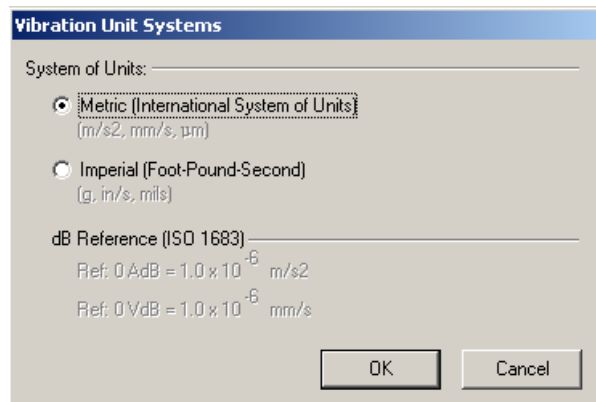 Vibration Unit Systems
System of Units:
Metric (International System of Units)
(m/s2, mm/s, µm)
Imperial (Foot-Pound-Second)
(g, in/s, mils)
dB Reference (ISO 1683)
Ref: 0 AdB = 1.0 x 10^-6 m/s2
Ref: 0 VdB = 1.0 x 10^-6 mm/s
OK Cancel